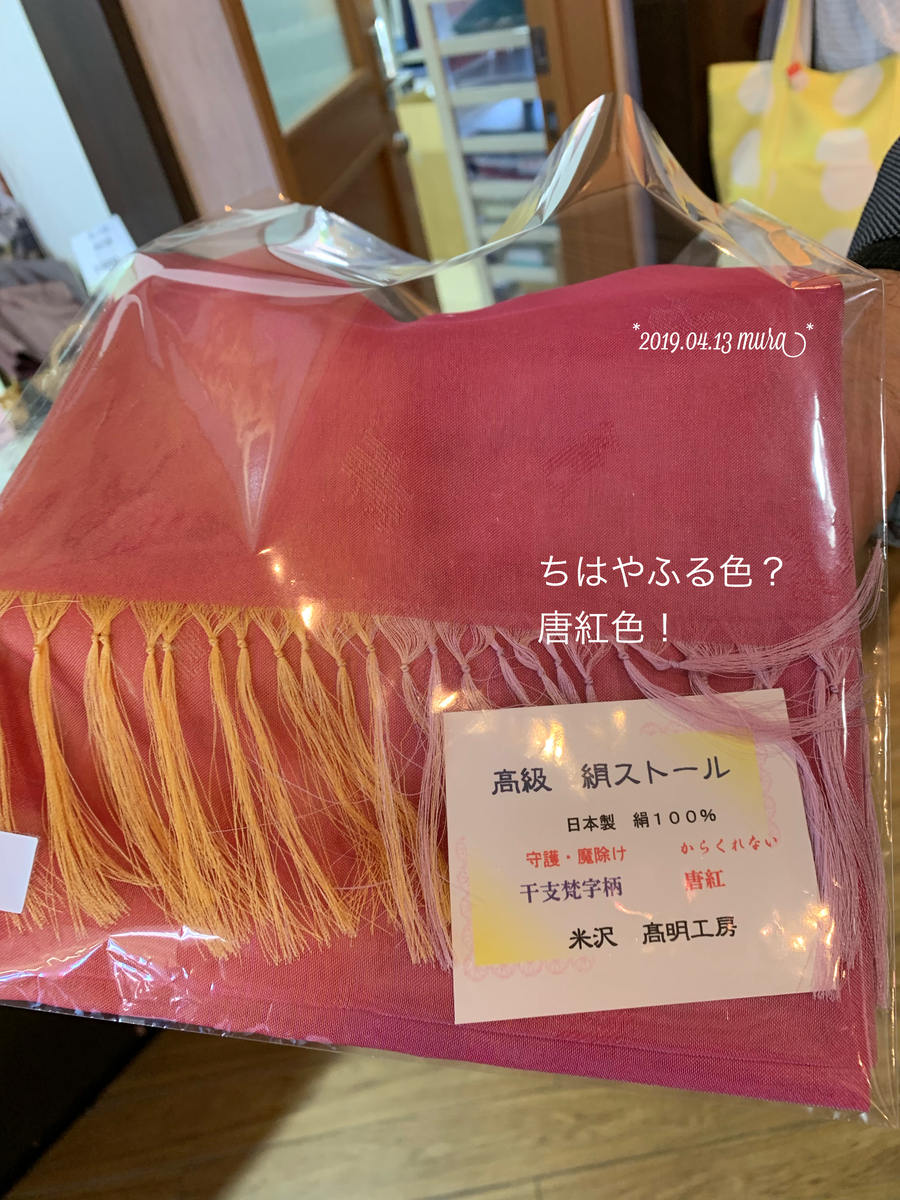 *2019.04.13 mura*
ちはやふる色？
唐紅色！
高級　絹ストール
日本製　絹１００％
守護・魔除け　からくれない
干支梵字柄　唐紅
米沢　髙明工房